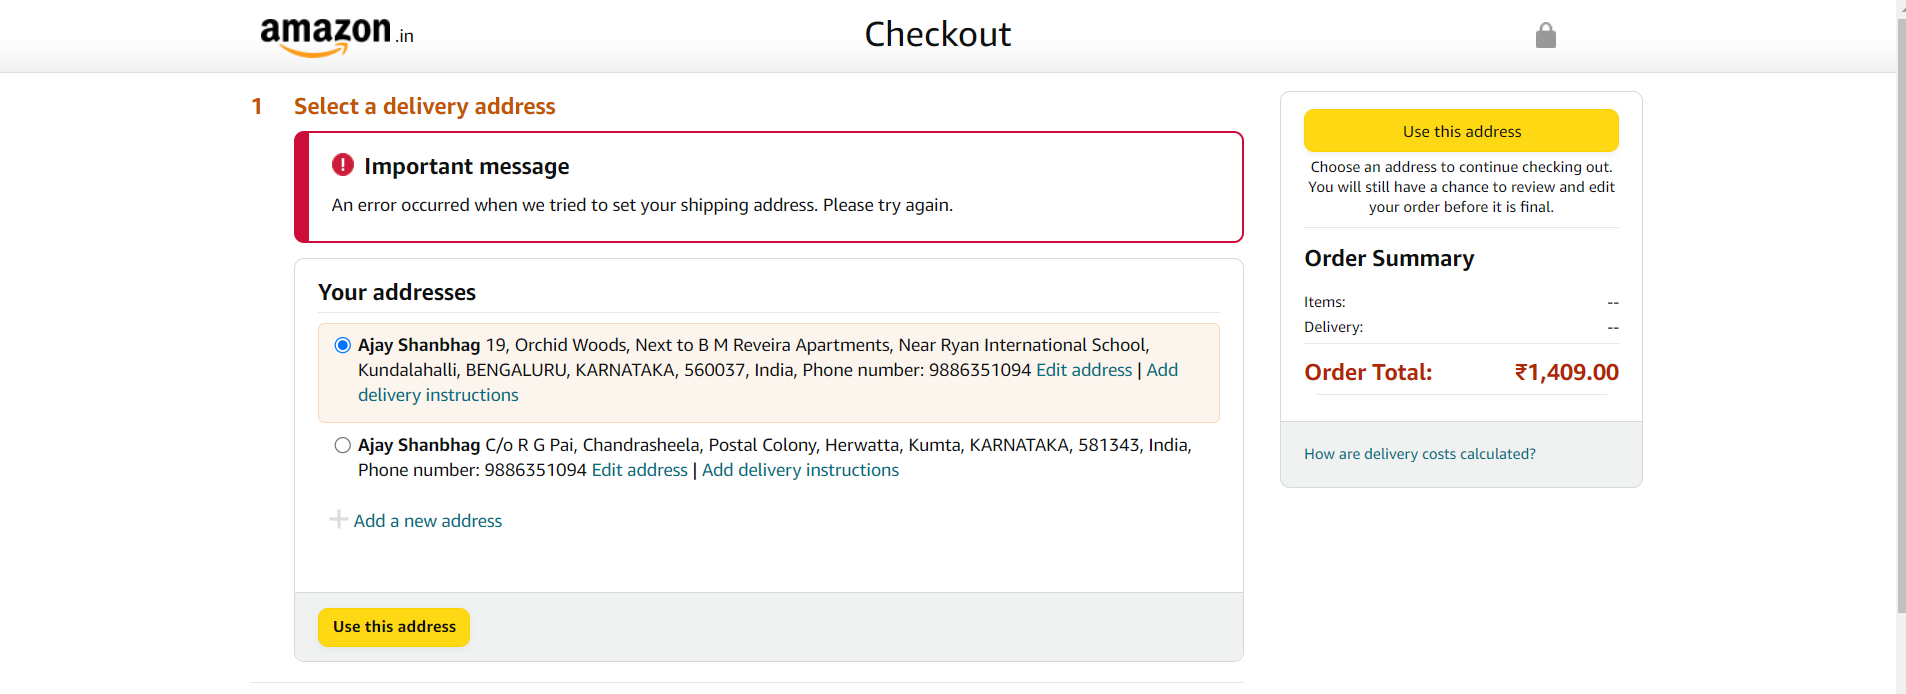 amazon.in
Checkout
1 Select a delivery address
Important message
An error occurred when we tried to set your shipping address. Please try again.
Your addresses
Ajay Shanbhag 19, Orchid Woods, Next to B M Reveira Apartments, Near Ryan International School,
Kundalahalli, BENGALURU, KARNATAKA, 560037, India, Phone number: 9886351094 Edit address | Add
delivery instructions
Ajay Shanbhag C/o R G Pai, Chandrasheela, Postal Colony, Herwatta, Kumta, KARNATAKA, 581343, India,
Phone number: 9886351094 Edit address | Add delivery instructions
Add a new address
Use this address
Use this address
Choose an address to continue checking out.
You will still have a chance to review and edit
your order before it is final.
Order Summary
Items: --
Delivery: --
Order Total: ₹1,409.00
How are delivery costs calculated?